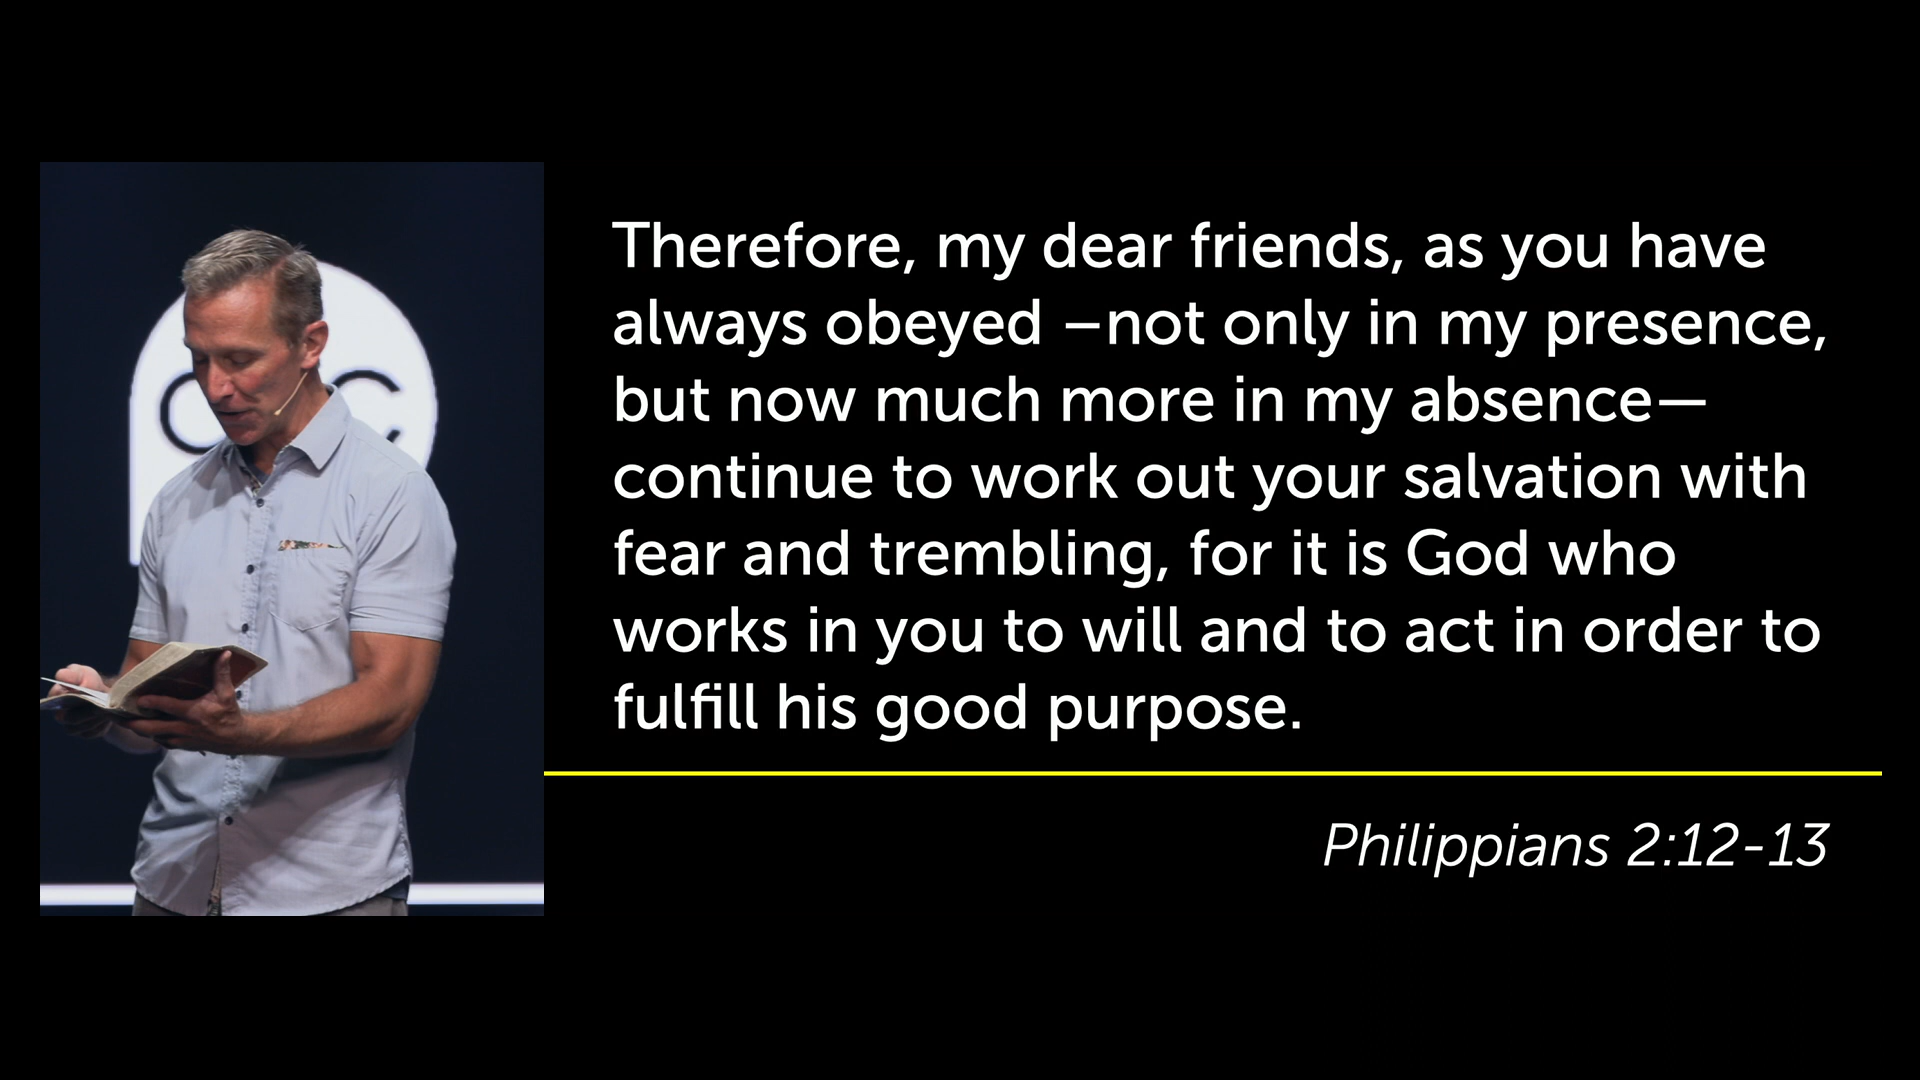 Therefore, my dear friends, as you have
always obeyed –not only in my presence,
but now much more in my absence—
continue to work out your salvation with
fear and trembling, for it is God who
works in you to will and to act in order to
fulfill his good purpose.
Philippians 2:12-13